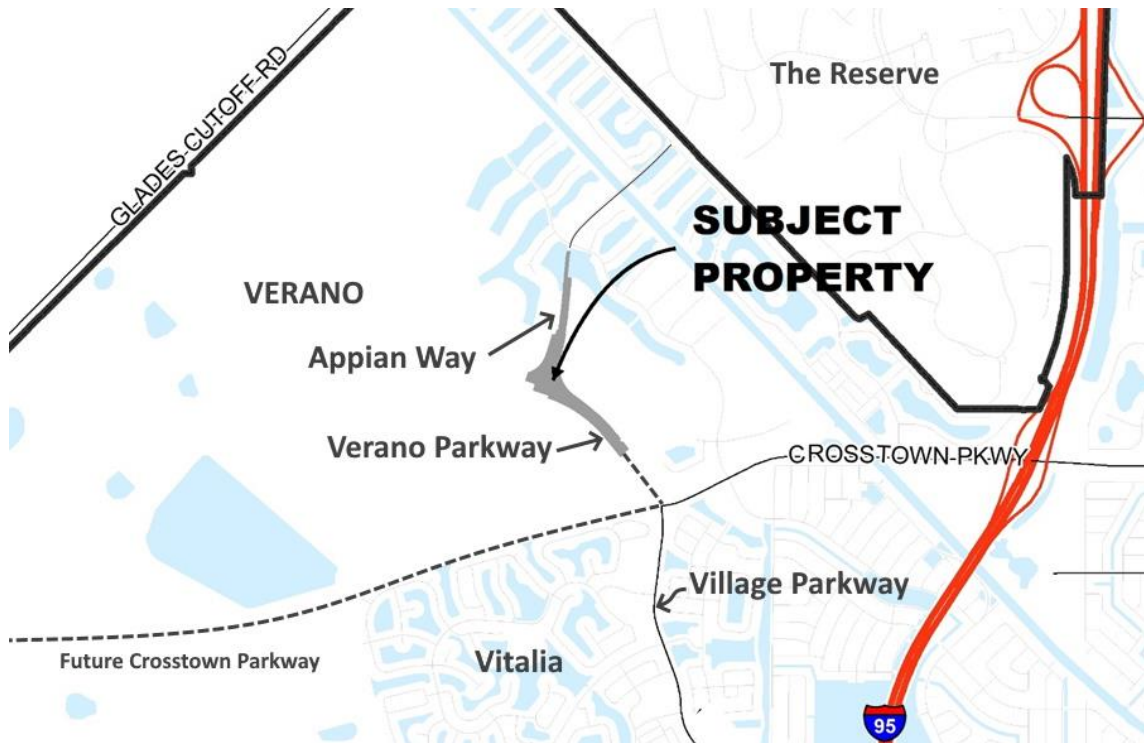 The Reserve
GLADES-CUTOFF-RD
SUBJECT
PROPERTY
VERANO
Appian Way
Verano Parkway
CROSSTOWN-PKWY
Village Parkway
Future Crosstown Parkway
Vitalia
95